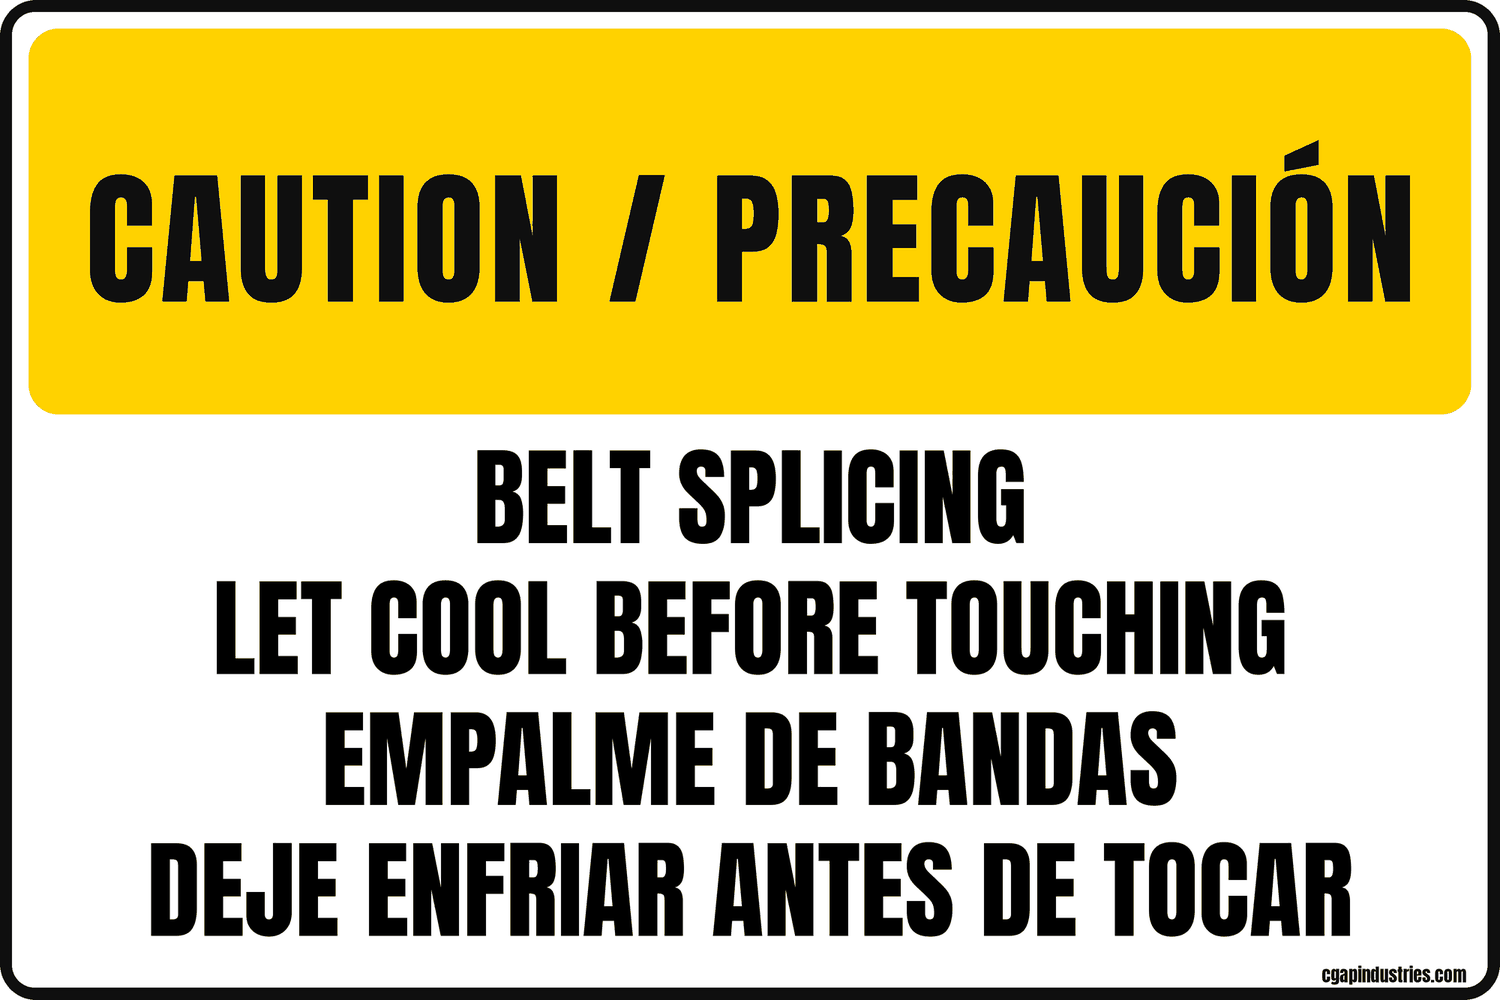 CAUTION / PRECAUCIÓN
BELT SPLICING
LET COOL BEFORE TOUCHING
EMPALME DE BANDAS
DEJE ENFRIAR ANTES DE TOCAR
cgapindustries.com